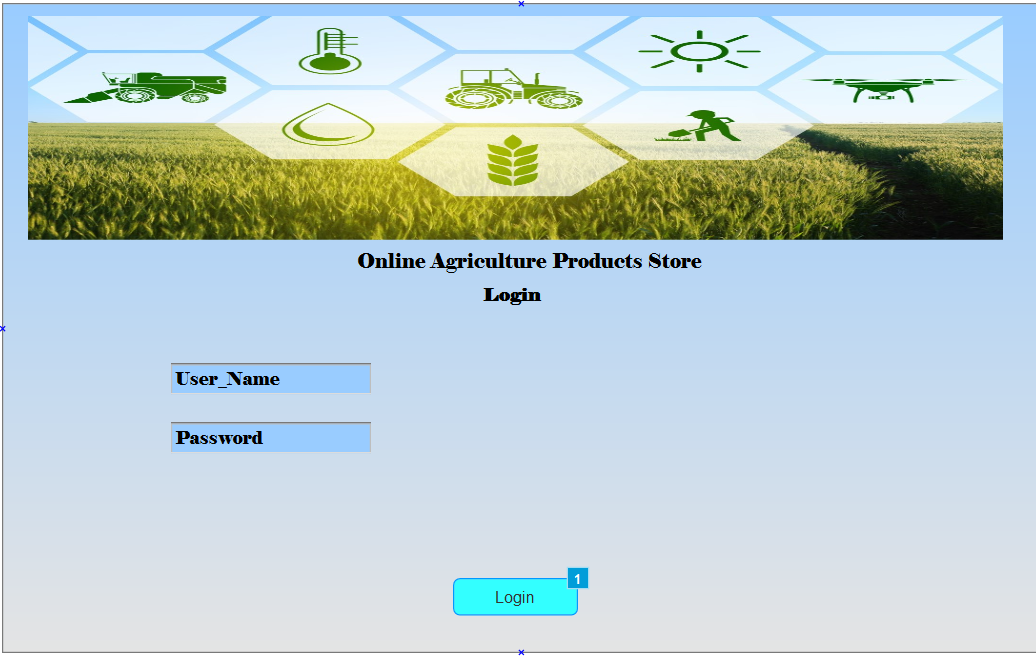 Online Agriculture Products Store
Login
User_Name
Password
1
Login